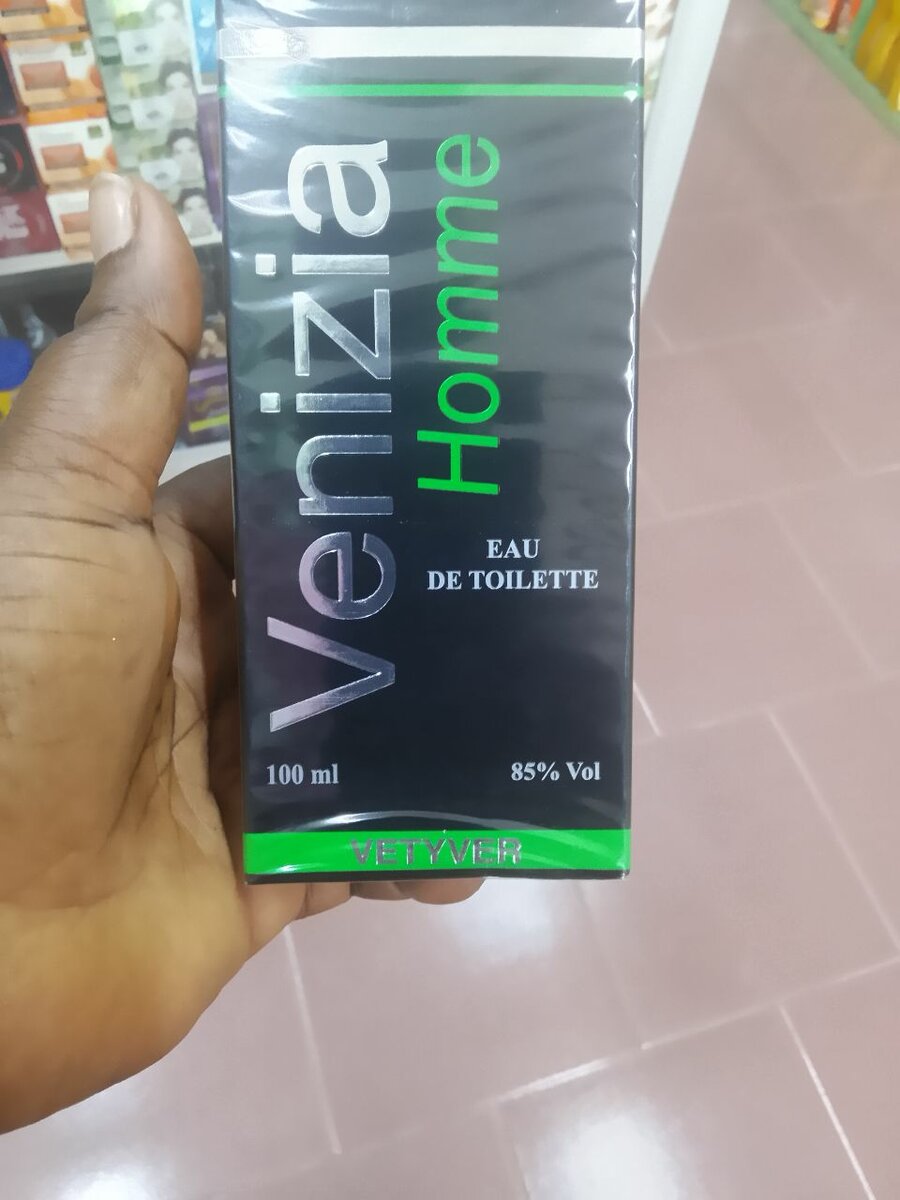 Venizia
Homme
EAU
DE TOILETTE
100 ml
85% Vol
VETYVER